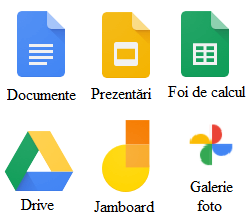 Documente Prezentări Foi de calcul
Drive Jamboard Galerie
foto